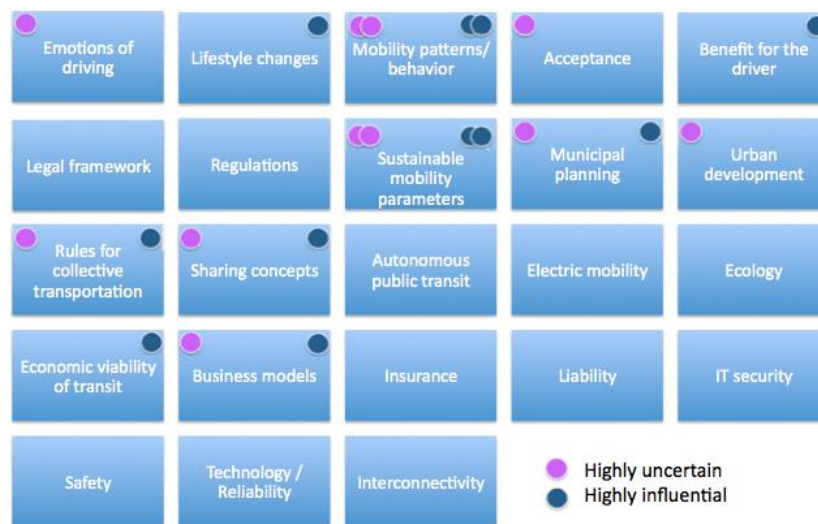 Emotions of
driving
Lifestyle changes
Mobility patterns/
behavior
Acceptance
Benefit for the
driver
Legal framework
Regulations
Sustainable
mobility
parameters
Municipal
planning
Urban
development
Rules for
collective
transportation
Sharing concepts
Autonomous
public transit
Electric mobility
Ecology
Economic viability
of transit
Business models
Insurance
Liability
IT security
Safety
Technology /
Reliability
Interconnectivity
Highly uncertain
Highly influential